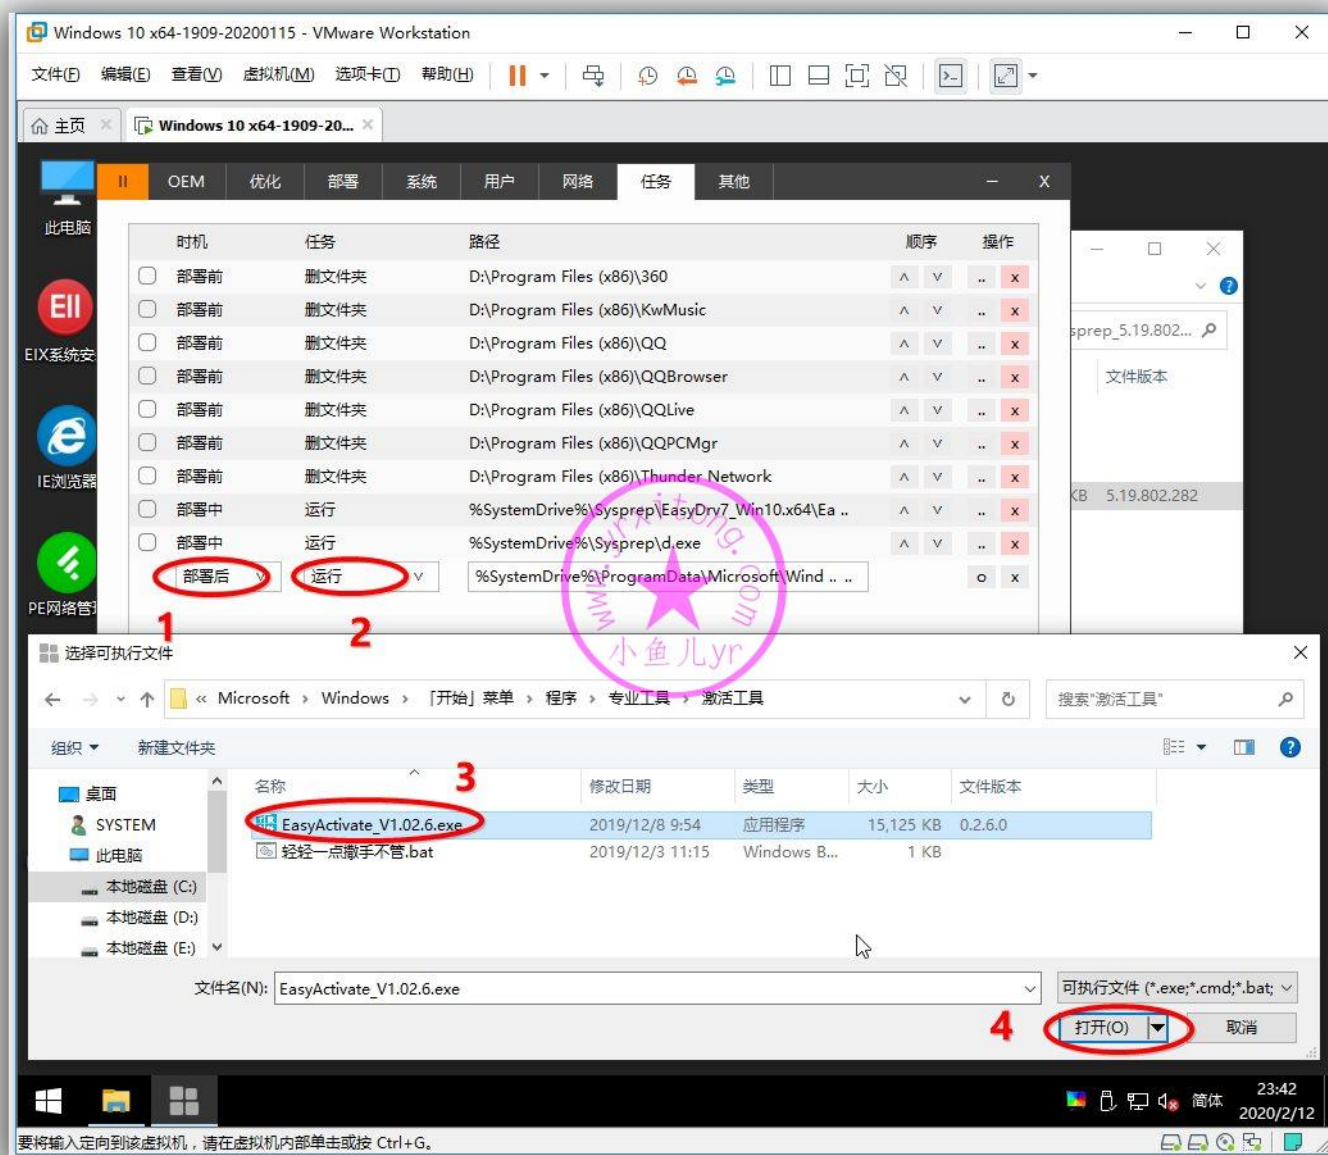 Windows 10 x64-1909-20200115 - VMware Workstation
文件(F) 编辑(E) 查看(V) 虚拟机(M) 选项卡(T) 帮助(H)
主页 Windows 10 x64-1909-20...
II OEM 优化 部署 系统 用户 网络 任务 其他 X
此电脑
时机 任务 路径 顺序 操作
部署前 删文件夹 D:\Program Files (x86)\360 .. x
EII 部署前 删文件夹 D:\Program Files (x86)\KwMusic .. x
sprep_5.19.802...
部署前 删文件夹 D:\Program Files (x86)\QQ .. x
EIX系统安
部署前 删文件夹 D:\Program Files (x86)\QQBrowser .. x
文件版本
部署前 删文件夹 D:\Program Files (x86)\QQLive .. x
部署前 删文件夹 D:\Program Files (x86)\QQPCMgr .. x
部署前 删文件夹 D:\Program Files (x86)\Thunder Network .. x
IE浏览器
KB 5.19.802.282
部署中 运行 %SystemDrive%\Sysprep\EasyDrv7_Win10.x64\Ea .. .. x
部署中 运行 %SystemDrive%\Sysprep\d.exe .. x
部署后 运行 %SystemDrive%\ProgramData\Microsoft\Wind .. .. o x
PE网络管
1 2
www.yrxitong.com
小鱼儿yr
选择可执行文件
« Microsoft › Windows › 「开始」菜单 › 程序 › 专业工具 › 激活工具 搜索"激活工具"
组织 新建文件夹
3
名称 修改日期 类型 大小 文件版本
EasyActivate_V1.02.6.exe 2019/12/8 9:54 应用程序 15,125 KB 0.2.6.0
轻轻一点撒手不管.bat 2019/12/3 11:15 Windows B... 1 KB
桌面
SYSTEM
此电脑
本地磁盘 (C:)
本地磁盘 (D:)
本地磁盘 (E:)
文件名(N): EasyActivate_V1.02.6.exe 可执行文件 (*.exe;*.cmd;*.bat;
4 打开(O) 取消
简体 23:42
2020/2/12
要将输入定向到该虚拟机，请在虚拟机内部单击或按 Ctrl+G。